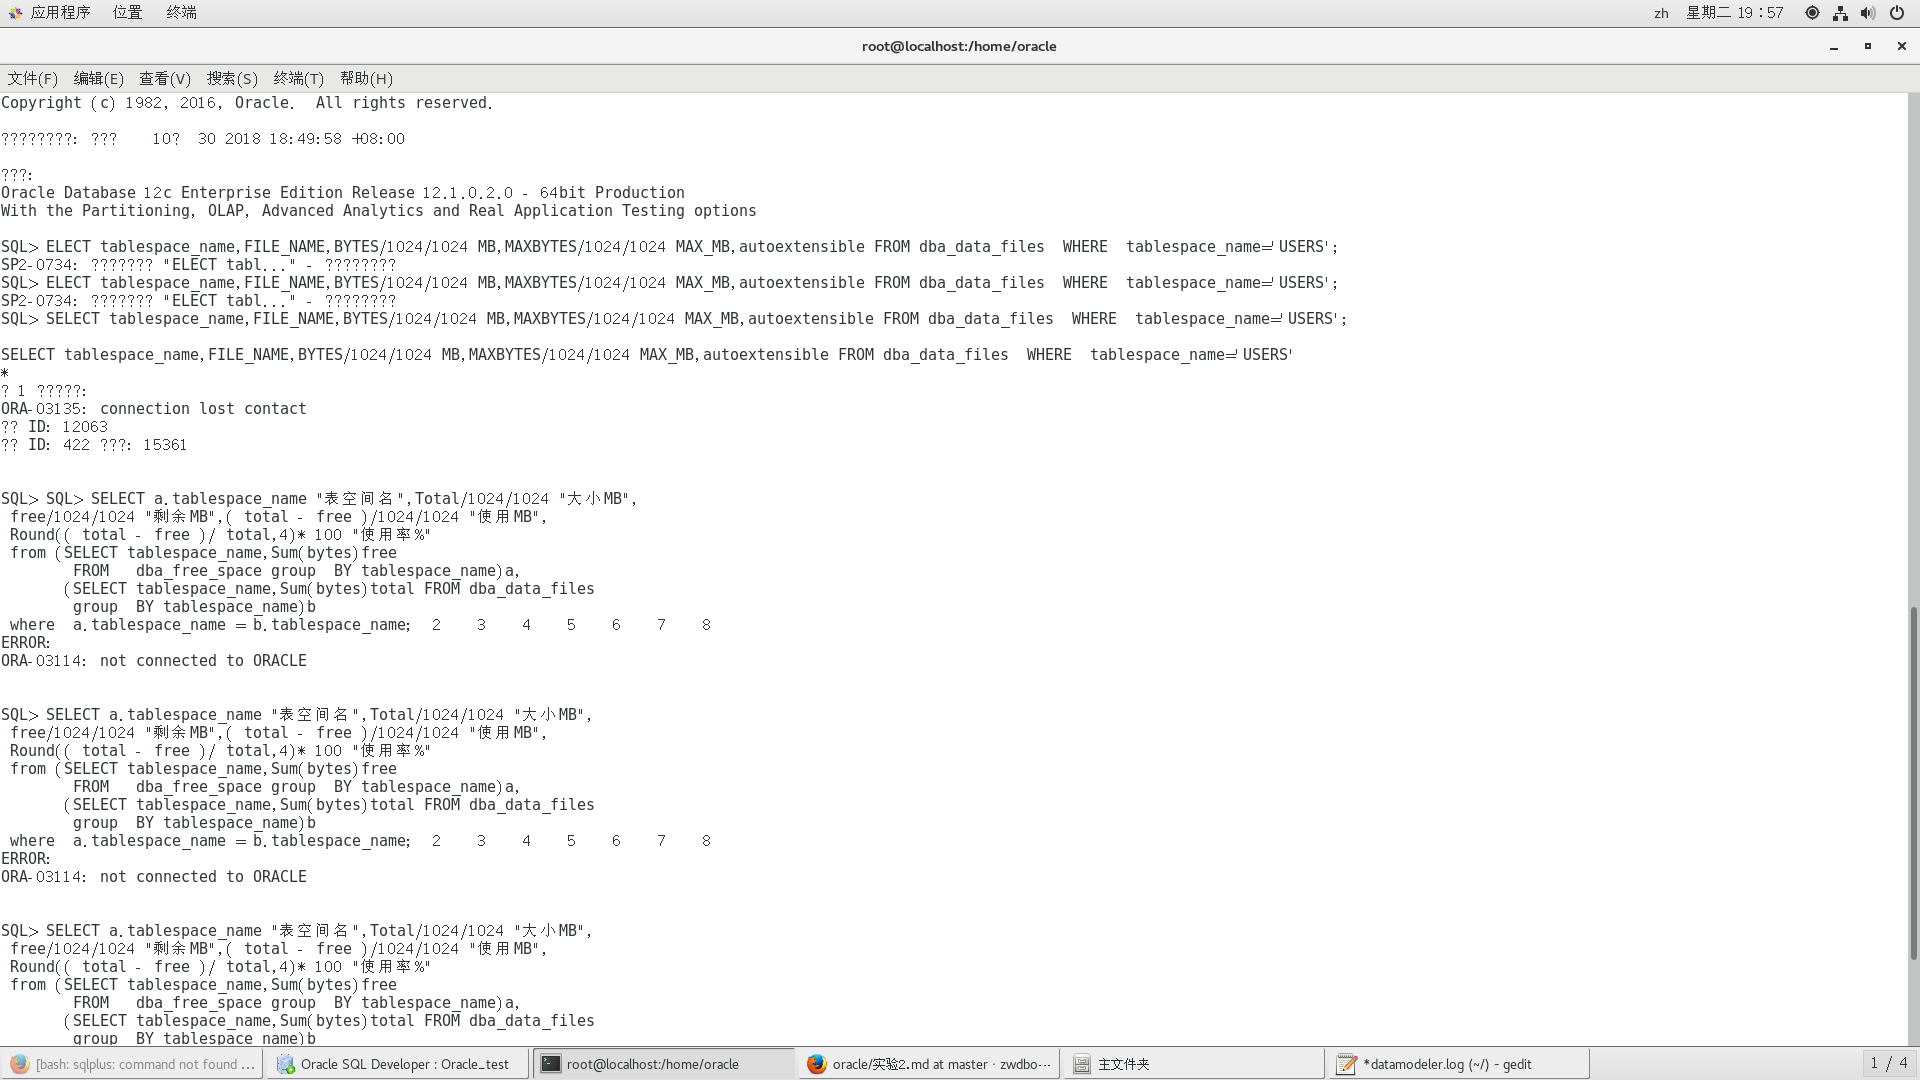 应用程序 位置 终端 zh 星期二 19：57
root@localhost:/home/oracle
文件(F) 编辑(E) 查看(V) 搜索(S) 终端(T) 帮助(H)
Copyright (c) 1982, 2016, Oracle.  All rights reserved.
????????: ???    10?  30 2018 18:49:58 +08:00
???:
Oracle Database 12c Enterprise Edition Release 12.1.0.2.0 - 64bit Production
With the Partitioning, OLAP, Advanced Analytics and Real Application Testing options
SQL> ELECT tablespace_name,FILE_NAME,BYTES/1024/1024 MB,MAXBYTES/1024/1024 MAX_MB,autoextensible FROM dba_data_files  WHERE  tablespace_name='USERS';
SP2-0734: ??????? "ELECT tabl..." - ????????
SQL> ELECT tablespace_name,FILE_NAME,BYTES/1024/1024 MB,MAXBYTES/1024/1024 MAX_MB,autoextensible FROM dba_data_files  WHERE  tablespace_name='USERS';
SP2-0734: ??????? "ELECT tabl..." - ????????
SQL> SELECT tablespace_name,FILE_NAME,BYTES/1024/1024 MB,MAXBYTES/1024/1024 MAX_MB,autoextensible FROM dba_data_files  WHERE  tablespace_name='USERS';
SELECT tablespace_name,FILE_NAME,BYTES/1024/1024 MB,MAXBYTES/1024/1024 MAX_MB,autoextensible FROM dba_data_files  WHERE  tablespace_name='USERS'
*
? 1 ?????:
ORA-03135: connection lost contact
?? ID: 12063
?? ID: 422 ???: 15361
SQL> SQL> SELECT a.tablespace_name "表空间名",Total/1024/1024 "大小MB",
 free/1024/1024 "剩余MB",( total - free )/1024/1024 "使用MB",
 Round(( total - free )/ total,4)* 100 "使用率%"
 from (SELECT tablespace_name,Sum(bytes)free
        FROM   dba_free_space group  BY tablespace_name)a,
       (SELECT tablespace_name,Sum(bytes)total FROM dba_data_files
        group  BY tablespace_name)b
 where  a.tablespace_name = b.tablespace_name;  2    3    4    5    6    7    8
ERROR:
ORA-03114: not connected to ORACLE
SQL> SELECT a.tablespace_name "表空间名",Total/1024/1024 "大小MB",
 free/1024/1024 "剩余MB",( total - free )/1024/1024 "使用MB",
 Round(( total - free )/ total,4)* 100 "使用率%"
 from (SELECT tablespace_name,Sum(bytes)free
        FROM   dba_free_space group  BY tablespace_name)a,
       (SELECT tablespace_name,Sum(bytes)total FROM dba_data_files
        group  BY tablespace_name)b
 where  a.tablespace_name = b.tablespace_name;  2    3    4    5    6    7    8
ERROR:
ORA-03114: not connected to ORACLE
SQL> SELECT a.tablespace_name "表空间名",Total/1024/1024 "大小MB",
 free/1024/1024 "剩余MB",( total - free )/1024/1024 "使用MB",
 Round(( total - free )/ total,4)* 100 "使用率%"
 from (SELECT tablespace_name,Sum(bytes)free
        FROM   dba_free_space group  BY tablespace_name)a,
       (SELECT tablespace_name,Sum(bytes)total FROM dba_data_files
        group  BY tablespace_name)b
[bash: sqlplus: command not found ... Oracle SQL Developer : Oracle_test root@localhost:/home/oracle oracle/实验2.md at master · zwdbo··· 主文件夹 *datamodeler.log (~/) - gedit 1 / 4